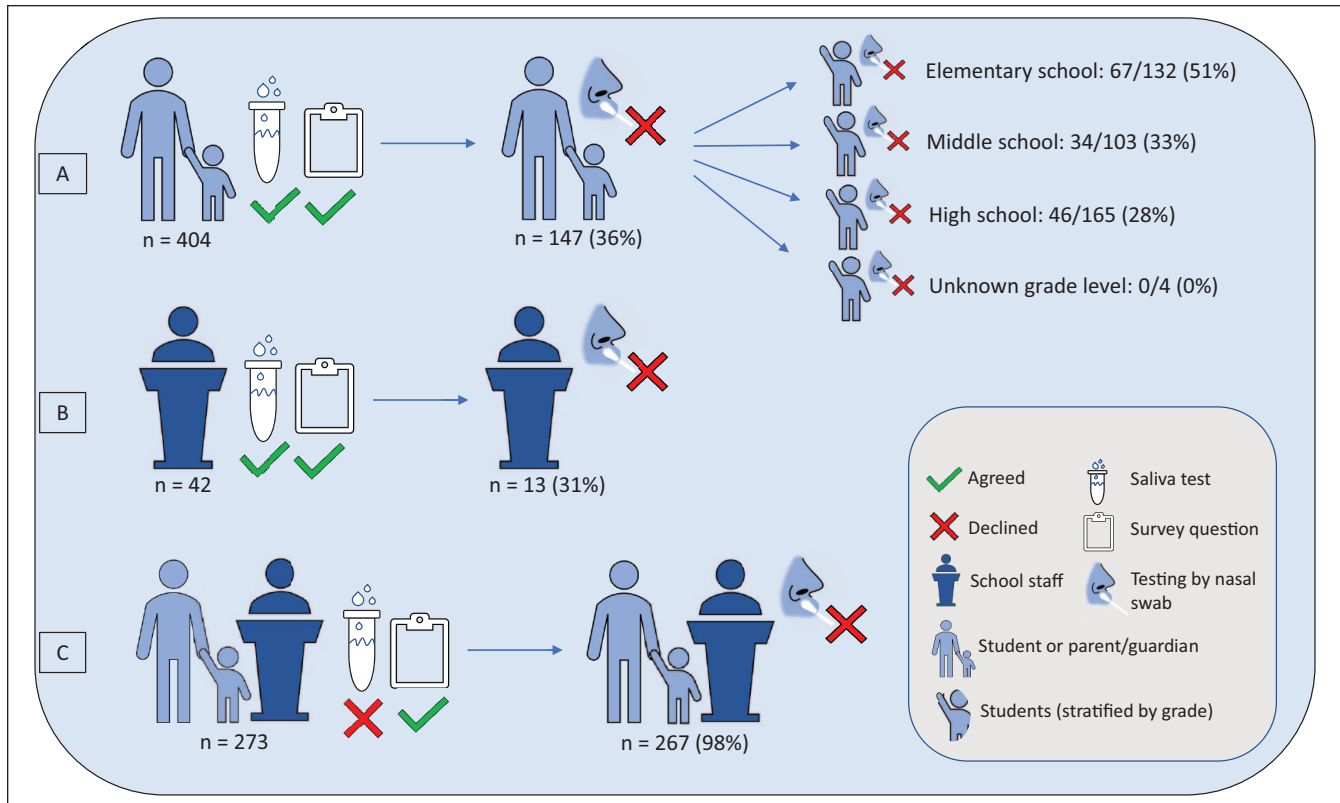 A
n = 404
n = 147 (36%)
Elementary school: 67/132 (51%)
Middle school: 34/103 (33%)
High school: 46/165 (28%)
Unknown grade level: 0/4 (0%)
B
n = 42
n = 13 (31%)
C
n = 273
n = 267 (98%)
Agreed
Saliva test
Declined
Survey question
School staff
Testing by nasal
swab
Student or parent/guardian
Students (stratified by grade)